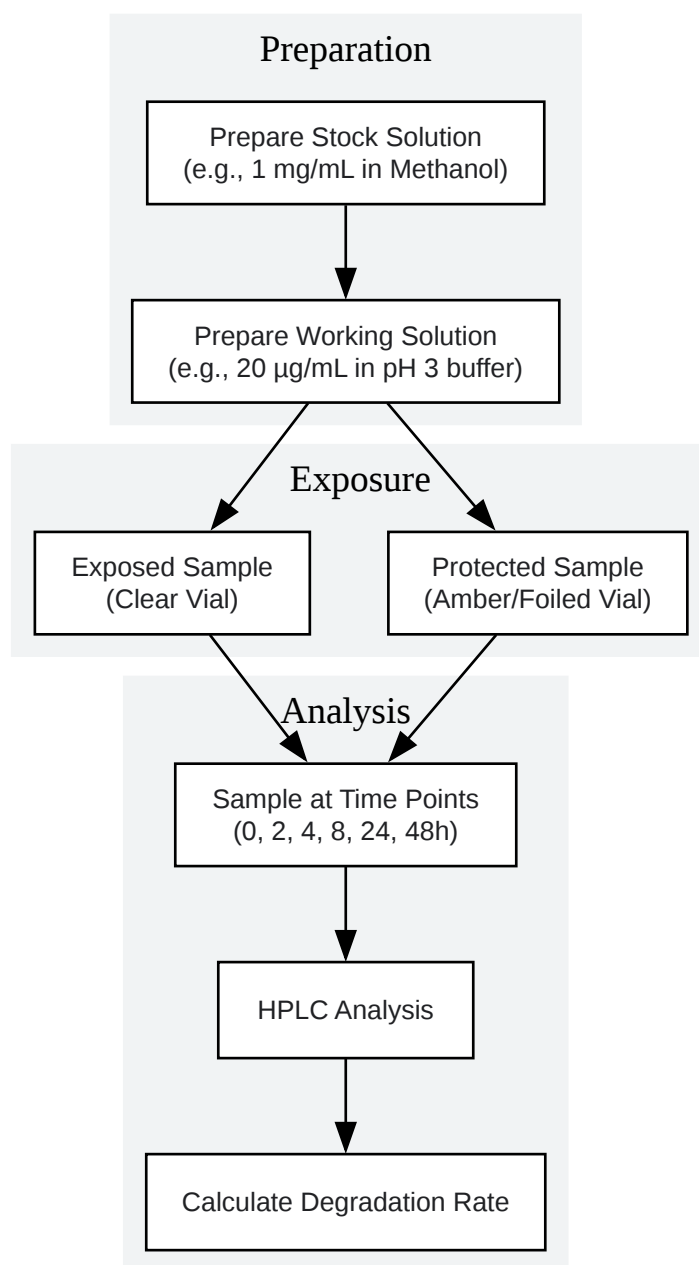 Preparation
Prepare Stock Solution
(e.g., 1 mg/mL in Methanol)
Prepare Working Solution
(e.g., 20 µg/mL in pH 3 buffer)
Exposure
Exposed Sample
(Clear Vial)
Protected Sample
(Amber/Foiled Vial)
Analysis
Sample at Time Points
(0, 2, 4, 8, 24, 48h)
HPLC Analysis
Calculate Degradation Rate